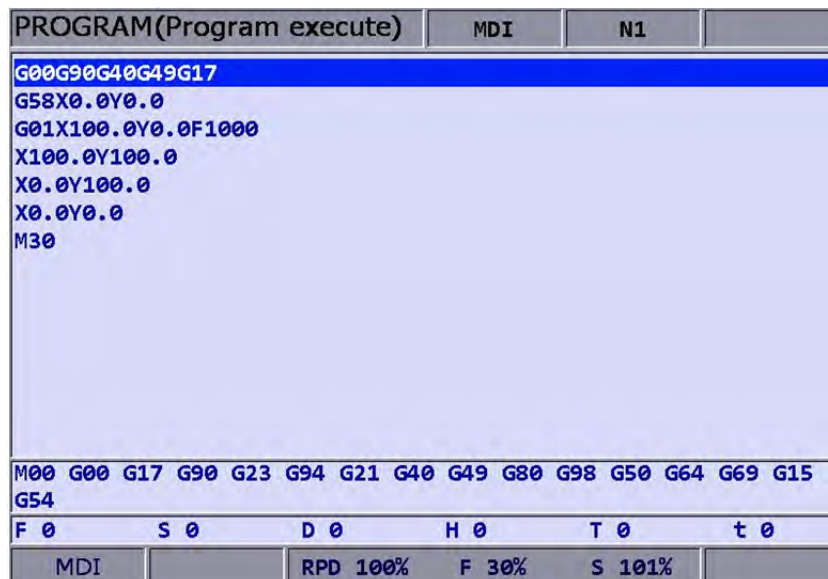 PROGRAM(Program execute) MDI N1
G00G90G40G49G17
G58X0.0Y0.0
G01X100.0Y0.0F1000
X100.0Y100.0
X0.0Y100.0
X0.0Y0.0
M30
M00 G00 G17 G90 G23 G94 G21 G40 G49 G80 G98 G50 G64 G69 G15
G54
F 0 S 0 D 0 H 0 T 0 t 0
MDI RPD 100% F 30% S 101%